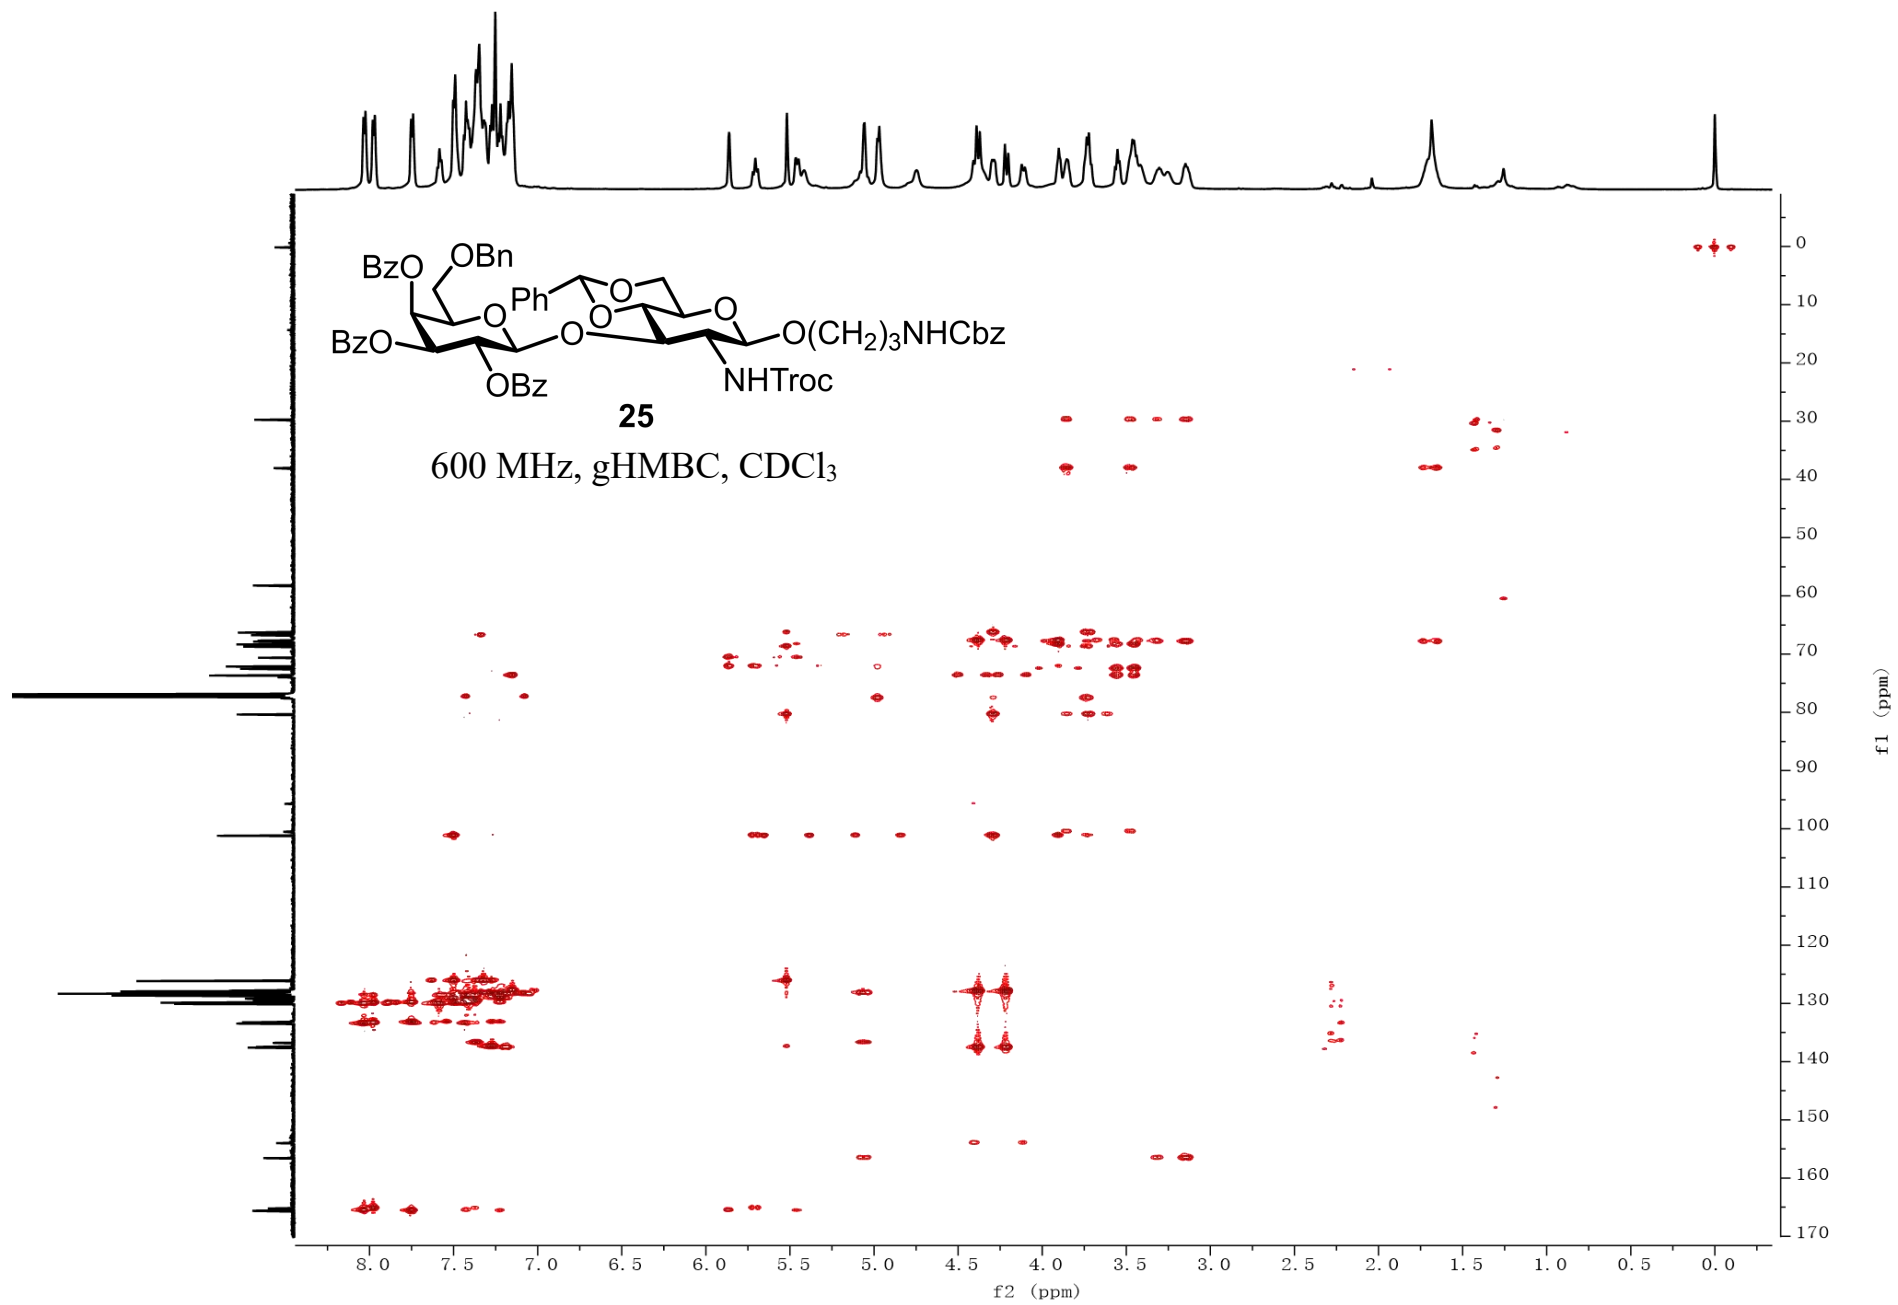 OBn
BzO
Ph
O
O
O
O
O
O(CH2)3NHCbz
BzO
NHTroc
OBz
25
600 MHz, gHMBC, CDCl3
0
10
20
30
40
50
60
70
80
90
100
110
120
130
140
150
160
170
f1 (ppm)
8.0 7.5 7.0 6.5 6.0 5.5 5.0 4.5 4.0 3.5 3.0 2.5 2.0 1.5 1.0 0.5 0.0
f2 (ppm)